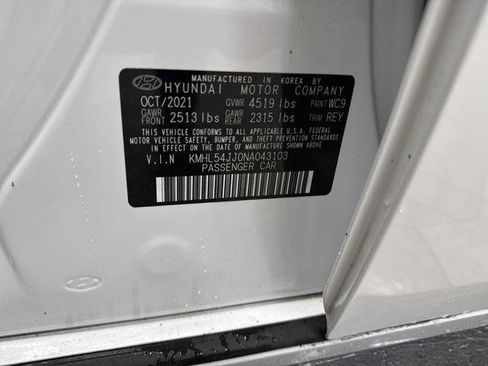 MANUFACTURED IN KOREA BY
HYUNDAI MOTOR COMPANY
OCT/2021 GVWR 4519 lbs PAINT WC9
GAWR FRONT 2513 lbs GAWR REAR 2315 lbs TRIM REY
THIS VEHICLE CONFORMS TO ALL APPLICABLE U.S.A. FEDERAL
MOTOR VEHICLE SAFETY, BUMPER, AND THEFT PREVENTION STANDARDS
IN EFFECT ON THE DATE OF MANUFACTURE SHOWN ABOVE.
V.I.N KMHL54JJ0NA043103
PASSENGER CAR